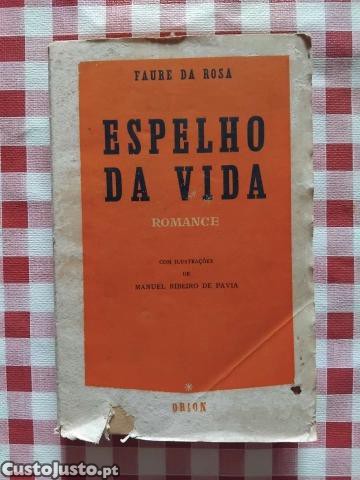 FAURE DA ROSA
ESPELHO
DA VIDA
ROMANCE
COM ILUSTRAÇÕES
DE
MANUEL RIBEIRO DE PAVIA
ORION
CustoJusto.pt